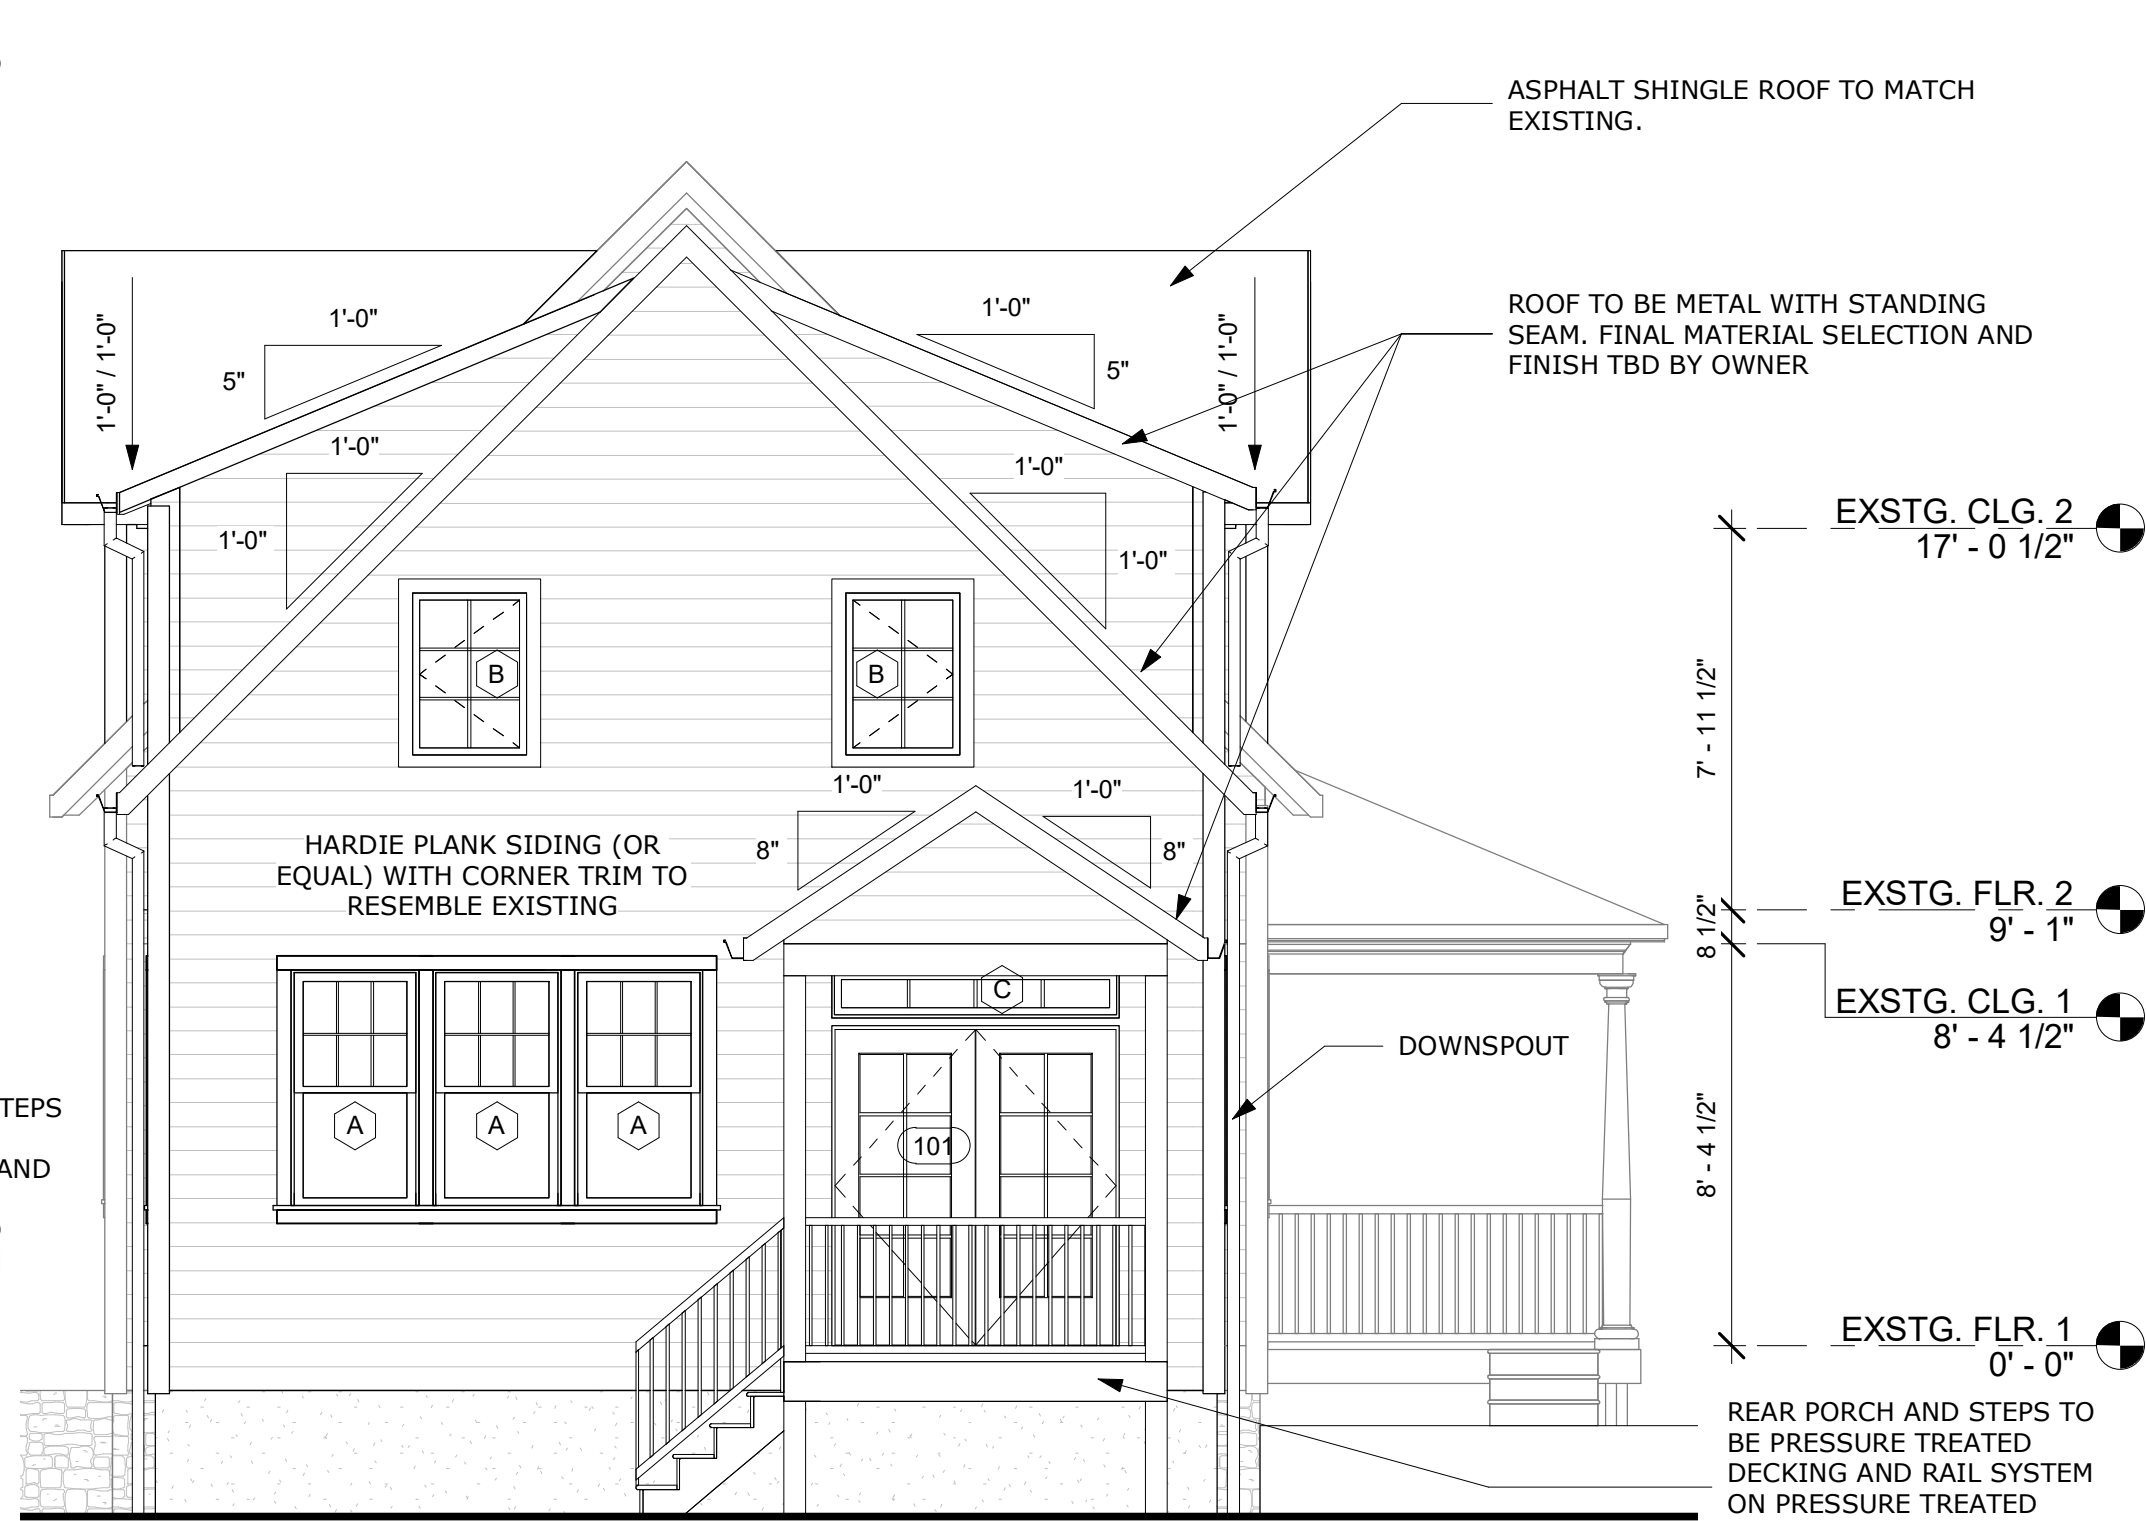 ASPHALT SHINGLE ROOF TO MATCH
EXISTING.
ROOF TO BE METAL WITH STANDING
SEAM. FINAL MATERIAL SELECTION AND
FINISH TBD BY OWNER
1'-0" / 1'-0"
1'-0"
5"
1'-0"
5"
1'-0" / 1'-0"
1'-0"
1'-0"
1'-0"
1'-0"
EXSTG. CLG. 2
17' - 0 1/2"
7' - 11 1/2"
B
B
1'-0"
8"
1'-0"
8"
HARDIE PLANK SIDING (OR
EQUAL) WITH CORNER TRIM TO
RESEMBLE EXISTING
EXSTG. FLR. 2
9' - 1"
8 1/2"
EXSTG. CLG. 1
8' - 4 1/2"
C
DOWNSPOUT
A
A
A
101
8' - 4 1/2"
TEPS
AND
EXSTG. FLR. 1
0' - 0"
REAR PORCH AND STEPS TO
BE PRESSURE TREATED
DECKING AND RAIL SYSTEM
ON PRESSURE TREATED